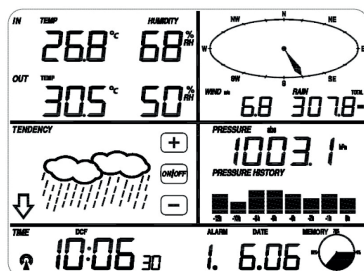 IN TEMP HUMIDITY
26.8 °C 68 % RH
OUT TEMP
30.5 °C 50 % RH
N
NW NE
W E
SW SE
S
WIND RAIN TOTAL
6.8 307.8
TENDENCY
+
ON/OFF
−
PRESSURE abs
1003.1 hPa
PRESSURE HISTORY
TIME DCF
10:06 30
ALARM DATE MEMORY
1. 6.06